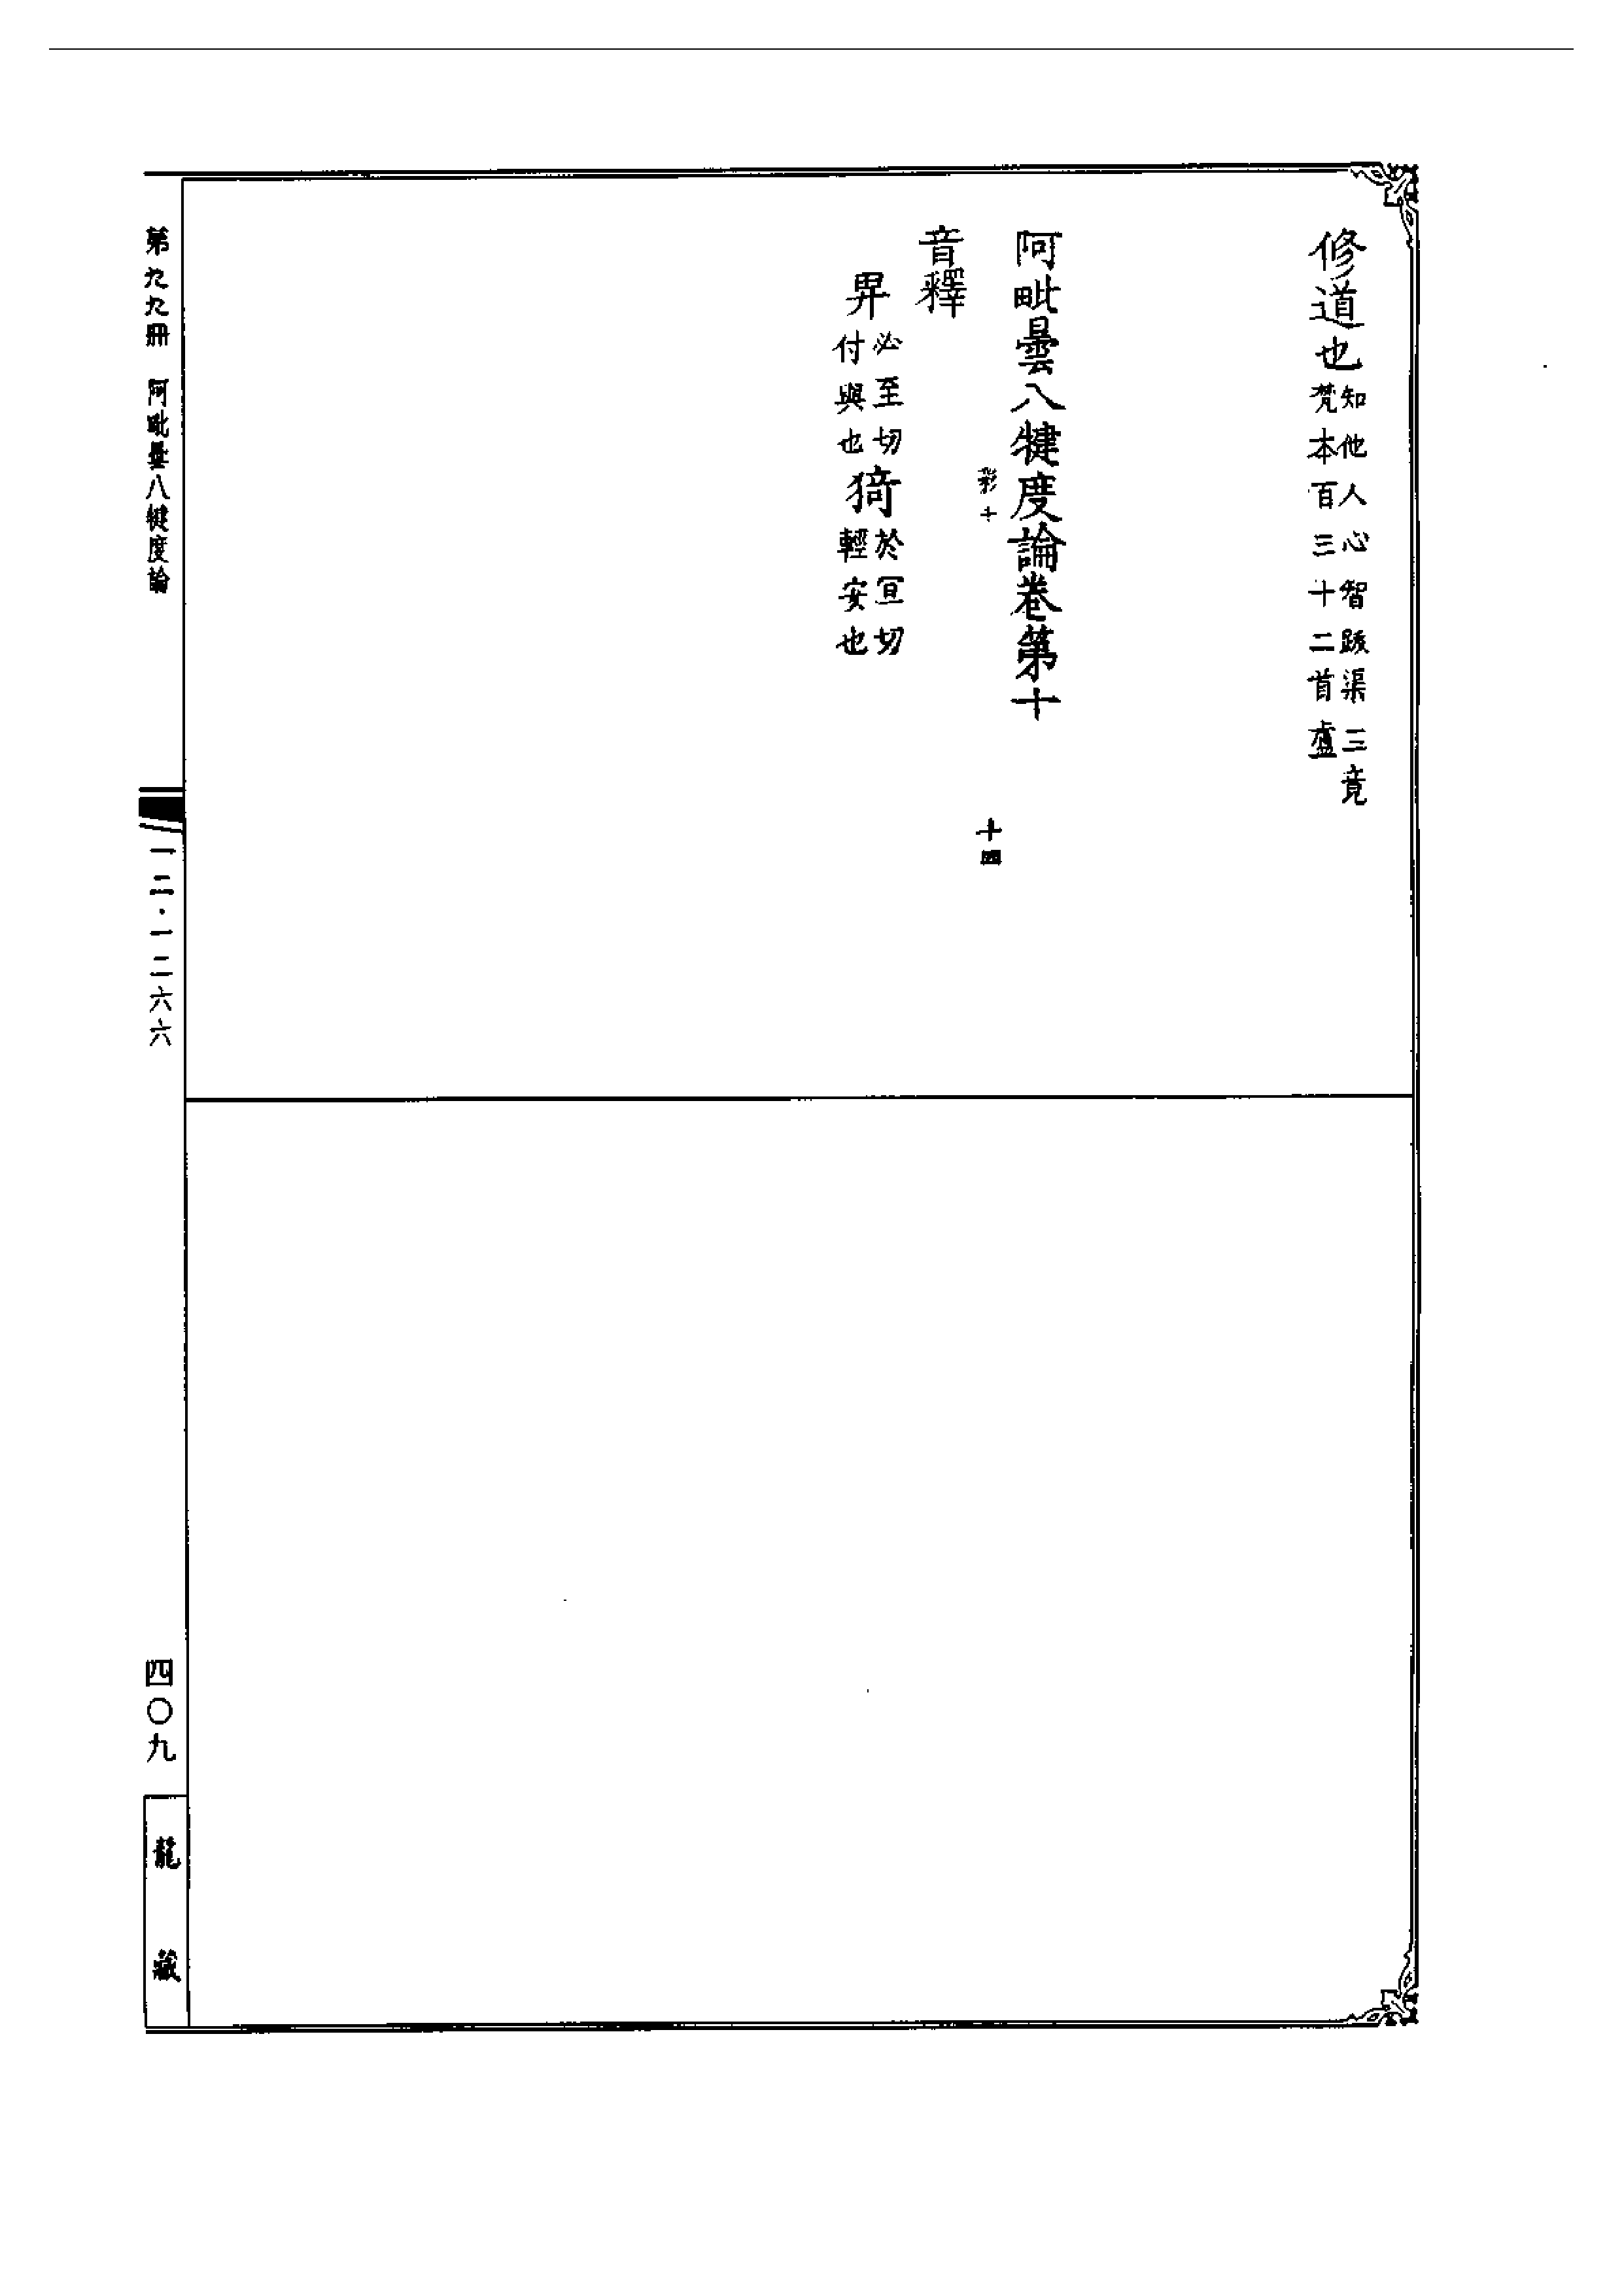 修道也知他人心智跋渠三竟
梵本百三十二首盧
阿毗曇八犍度論卷第十
彩十
十四
音釋
畀必至切付與也猗於冝切輕安也
第九九冊 阿毗曇八犍度論
一二·一二六六
四〇九
龍藏